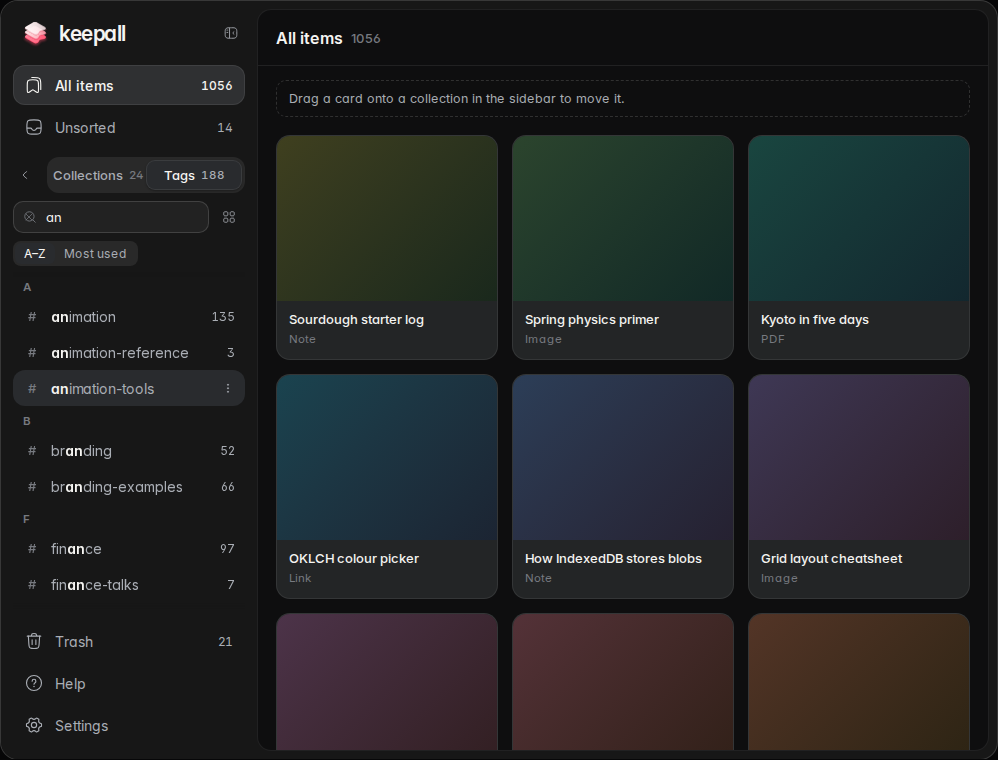 keepall
All items 1056
Unsorted 14
Collections 24 Tags 188
an
A–Z Most used
A
# animation 135
# animation-reference 3
# animation-tools
B
# branding 52
# branding-examples 66
F
# finance 97
# finance-talks 7
Trash 21
Help
Settings
All items 1056
Drag a card onto a collection in the sidebar to move it.
Sourdough starter log
Note
Spring physics primer
Image
Kyoto in five days
PDF
OKLCH colour picker
Link
How IndexedDB stores blobs
Note
Grid layout cheatsheet
Image